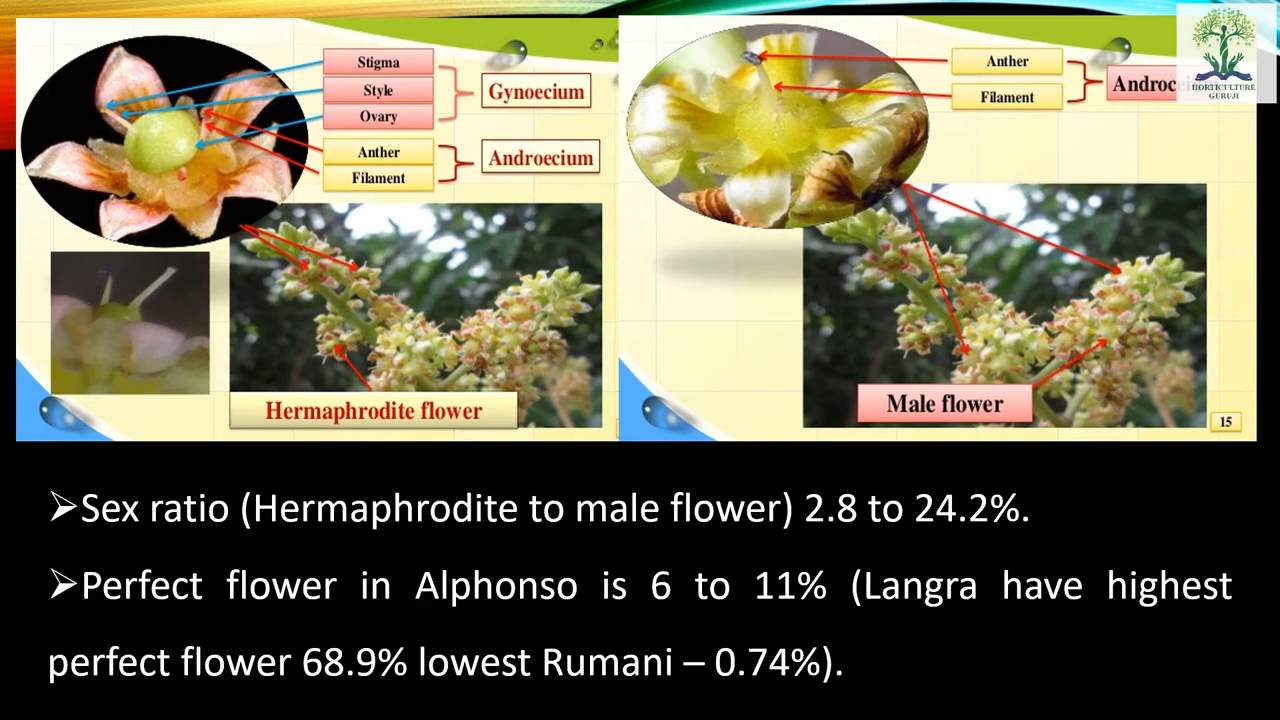 Stigma
Style
Ovary
Gynoecium
Anther
Filament
Androecium
Hermaphrodite flower
Anther
Filament
HORTICULTURE
GURUJI
Male flower
15
➢Sex ratio (Hermaphrodite to male flower) 2.8 to 24.2%.
➢Perfect flower in Alphonso is 6 to 11% (Langra have highest
perfect flower 68.9% lowest Rumani – 0.74%).